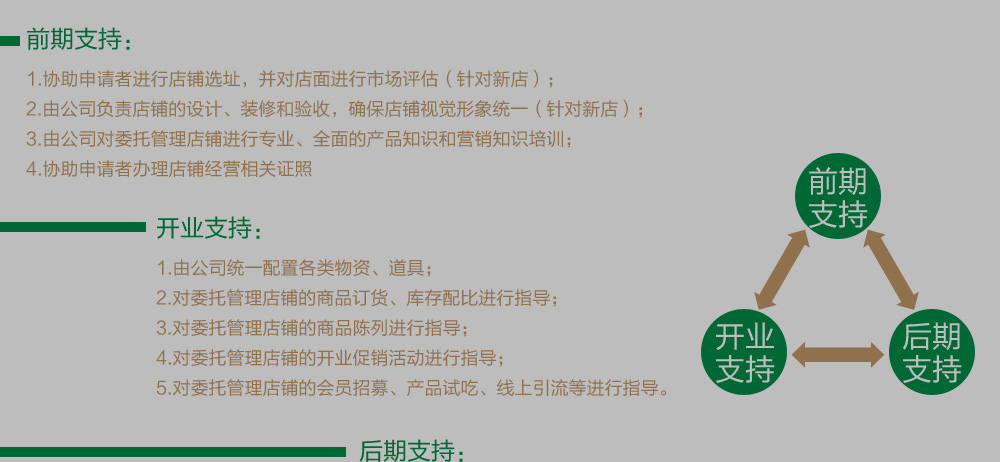 前期支持：
1.协助申请者进行店铺选址，并对店面进行市场评估（针对新店）；
2.由公司负责店铺的设计、装修和验收，确保店铺视觉形象统一（针对新店）；
3.由公司对委托管理店铺进行专业、全面的产品知识和营销知识培训；
4.协助申请者办理店铺经营相关证照
开业支持：
1.由公司统一配置各类物资、道具；
2.对委托管理店铺的商品订货、库存配比进行指导；
3.对委托管理店铺的商品陈列进行指导；
4.对委托管理店铺的开业促销活动进行指导；
5.对委托管理店铺的会员招募、产品试吃、线上引流等进行指导。
前期
支持
开业
支持
后期
支持
后期支持：